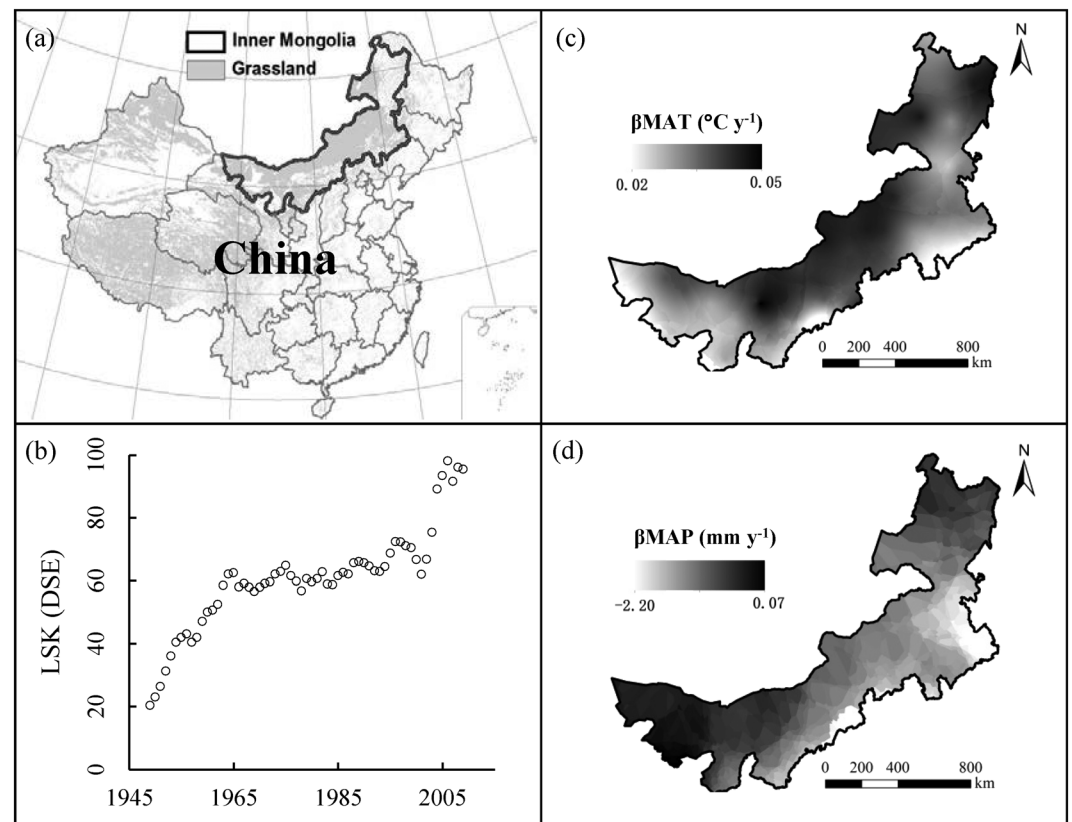 (a)
Inner Mongolia
Grassland
China
(c)
N
βMAT (°C y⁻¹)
0.02 0.05
0 200 400 800
km
(b)
LSK (DSE)
100
80
60
40
20
0
1945 1965 1985 2005
(d)
N
βMAP (mm y⁻¹)
-2.20 0.07
0 200 400 800
km